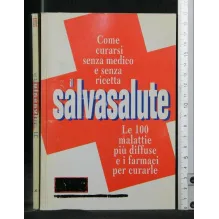 Come
curarsi
senza medico
e senza
ricetta
salvasalute
Le 100
malattie
più diffuse
e i farmaci
per curarle